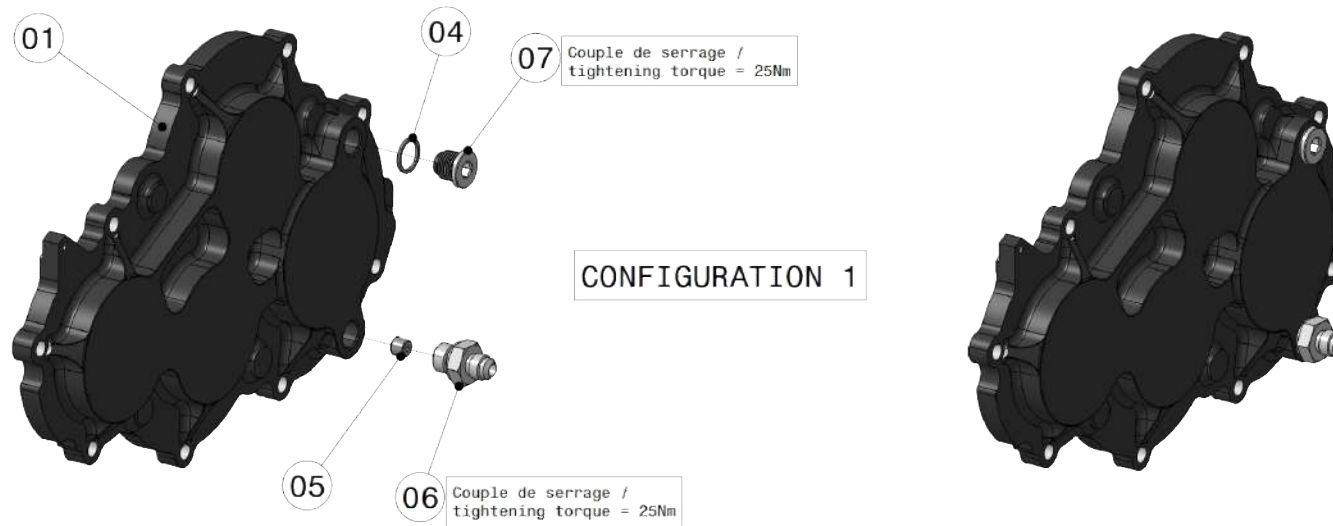 01
04
07
Couple de serrage /
tightening torque = 25Nm
CONFIGURATION 1
05
06
Couple de serrage /
tightening torque = 25Nm